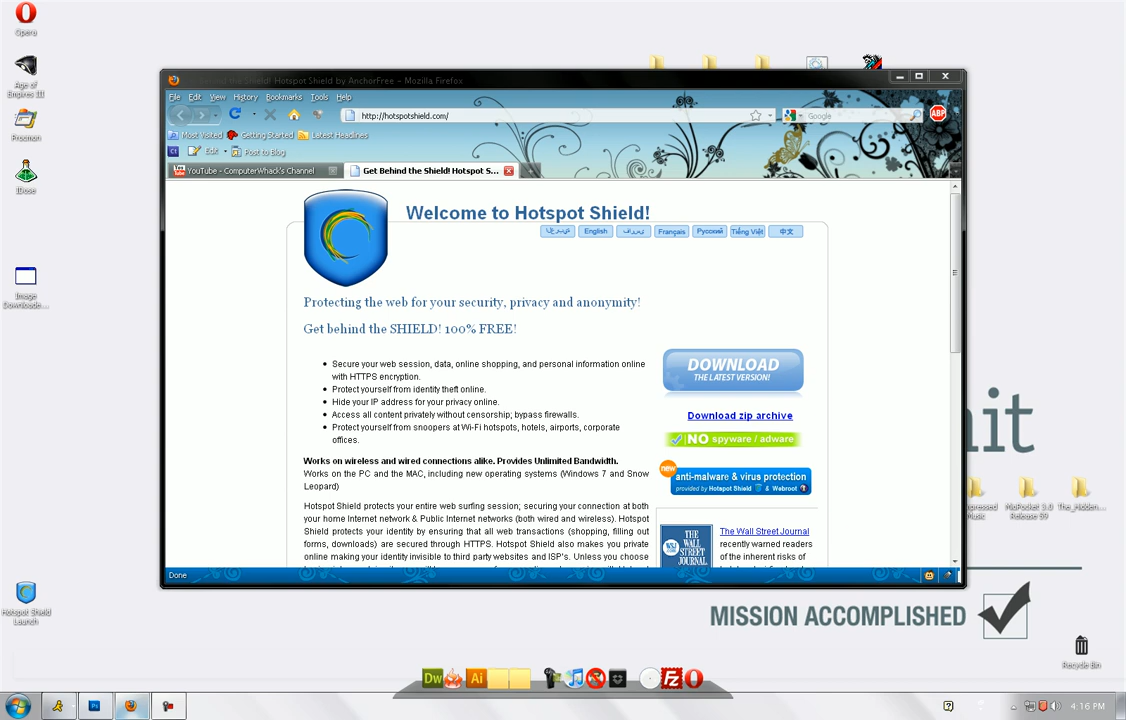 Opera
Age of
Empires III
Procmon
IDose
Image
Downloade...
Hotspot Shield
Launch
Hotspot Shield by AnchorFree - Mozilla Firefox
File Edit View History Bookmarks Tools Help
http://hotspotshield.com/
Google
ABP
Most Visited Getting Started Latest Headlines
Edit Post to Blog
YouTube - ComputerWhack's Channel
Get Behind the Shield! Hotspot S...
Welcome to Hotspot Shield!
English Français Русский Tiếng Việt 中文
Protecting the web for your security, privacy and anonymity!
Get behind the SHIELD! 100% FREE!
Secure your web session, data, online shopping, and personal information online
with HTTPS encryption.
Protect yourself from identity theft online.
Hide your IP address for your privacy online.
Access all content privately without censorship; bypass firewalls.
Protect yourself from snoopers at Wi-Fi hotspots, hotels, airports, corporate
offices.
Works on wireless and wired connections alike. Provides Unlimited Bandwidth.
Works on the PC and the MAC, including new operating systems (Windows 7 and Snow
Leopard)
Hotspot Shield protects your entire web surfing session; securing your connection at both
your home Internet network & Public Internet networks (both wired and wireless). Hotspot
Shield protects your identity by ensuring that all web transactions (shopping, filling out
forms, downloads) are secured through HTTPS. Hotspot Shield also makes you private
online making your identity invisible to third party websites and ISP's. Unless you choose
DOWNLOAD
THE LATEST VERSION!
Download zip archive
NO spyware / adware
new
anti-malware & virus protection
provided by Hotspot Shield & Webroot
THE
WALL
STREET
JOURNAL
WSJ
The Wall Street Journal
recently warned readers
of the inherent risks of
Done
nit
MioPocket 3.0
Release 59
The_Hidden...
Music
MISSION ACCOMPLISHED
Recycle Bin
Dw
Ai
Fz
Ps
4:16 PM